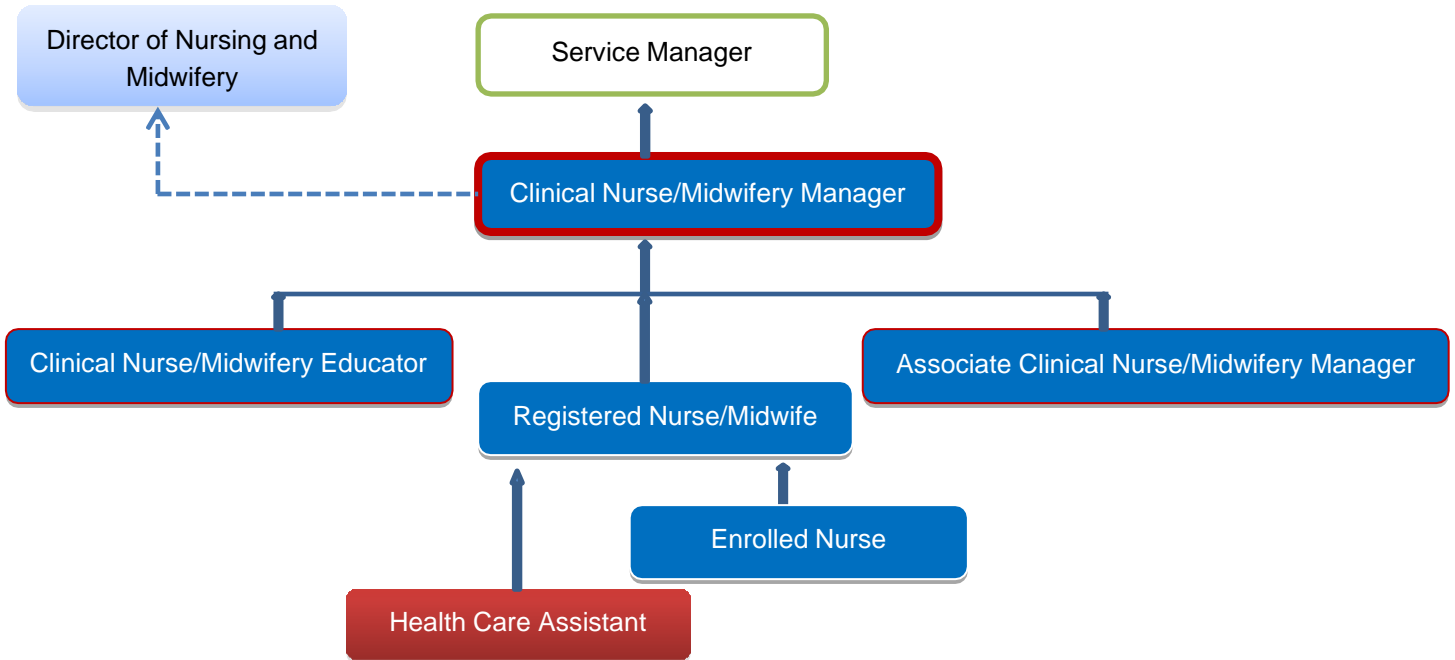 Director of Nursing and
Midwifery
Service Manager
Clinical Nurse/Midwifery Manager
Clinical Nurse/Midwifery Educator
Associate Clinical Nurse/Midwifery Manager
Registered Nurse/Midwife
Enrolled Nurse
Health Care Assistant